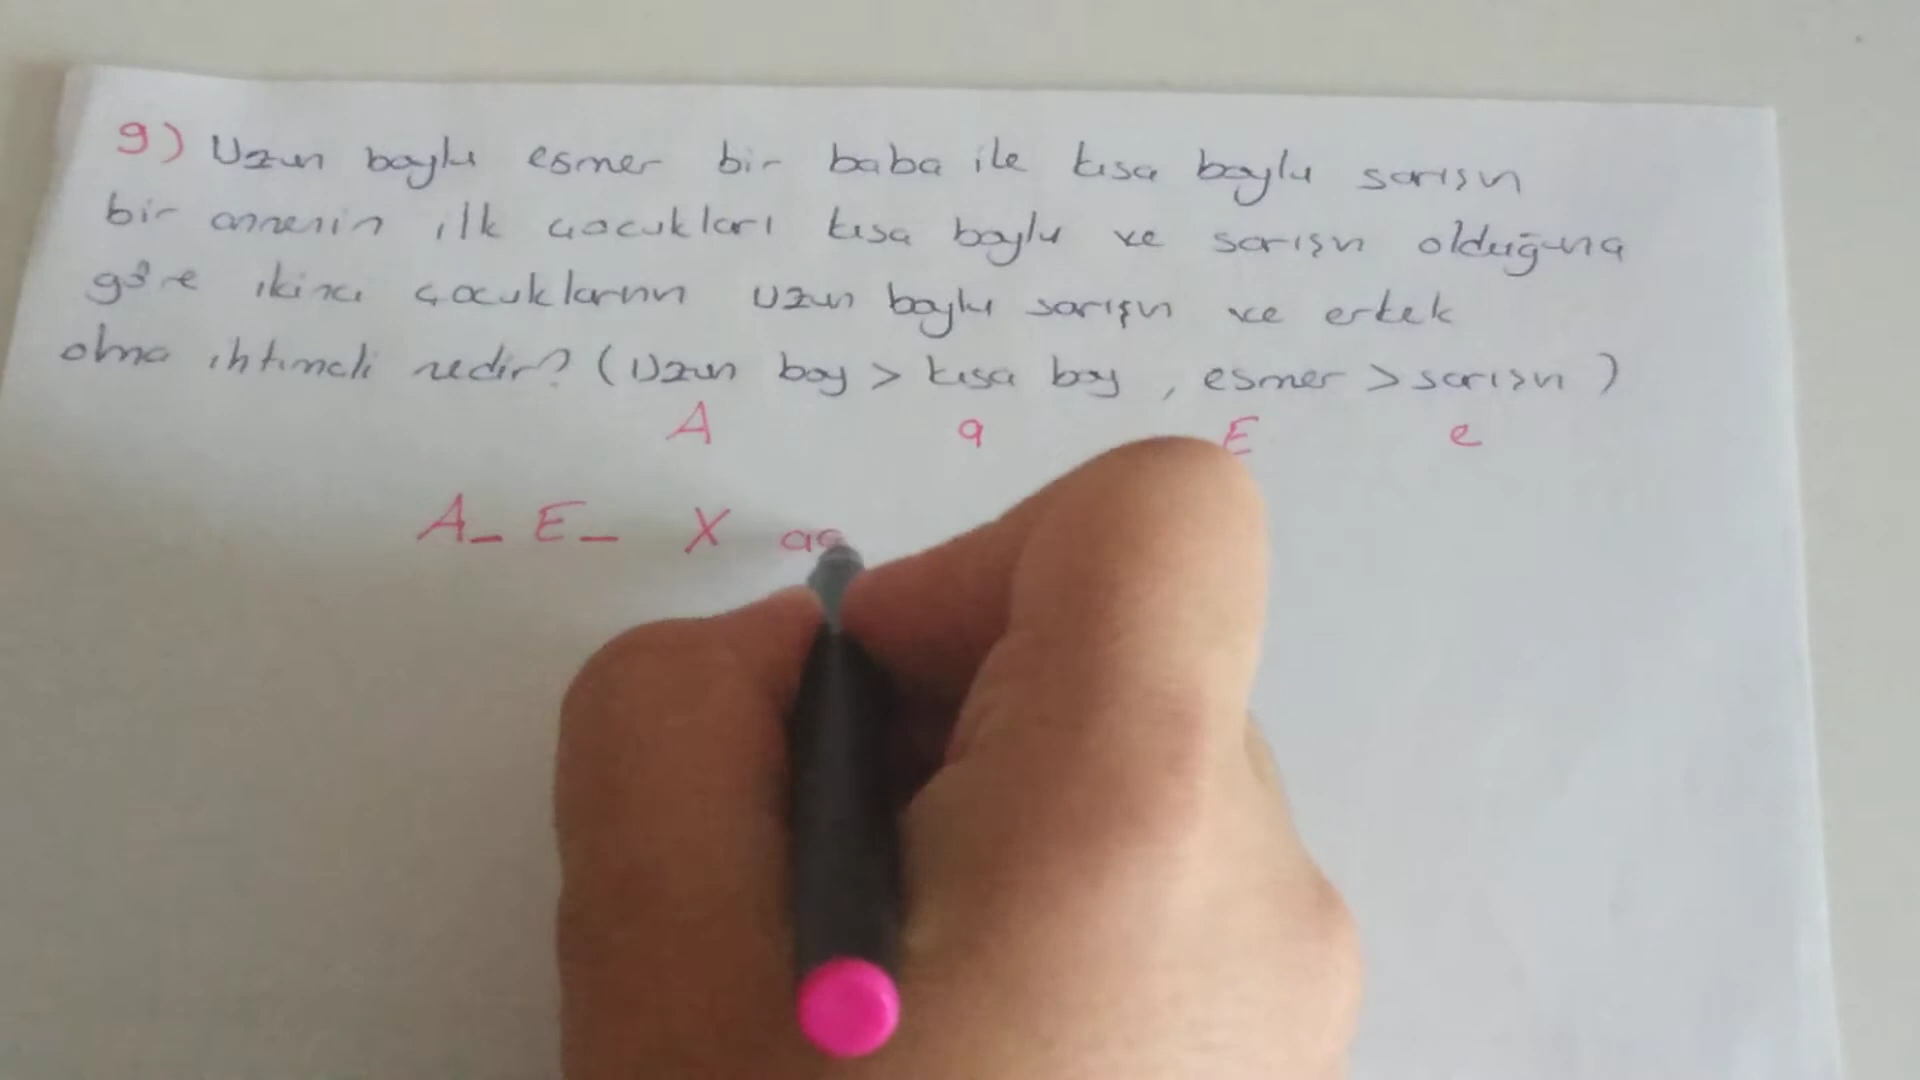 9) Uzun boylu esmer bir baba ile kısa boylu sarışın
bir annenin ilk çocukları kısa boylu ve sarışın olduğuna
göre ikinci çocuklarının uzun boylu sarışın ve erkek
olma ihtimali nedir? (Uzun boy > kısa boy , esmer > sarışın )
A a E e
A_ E_ X aa